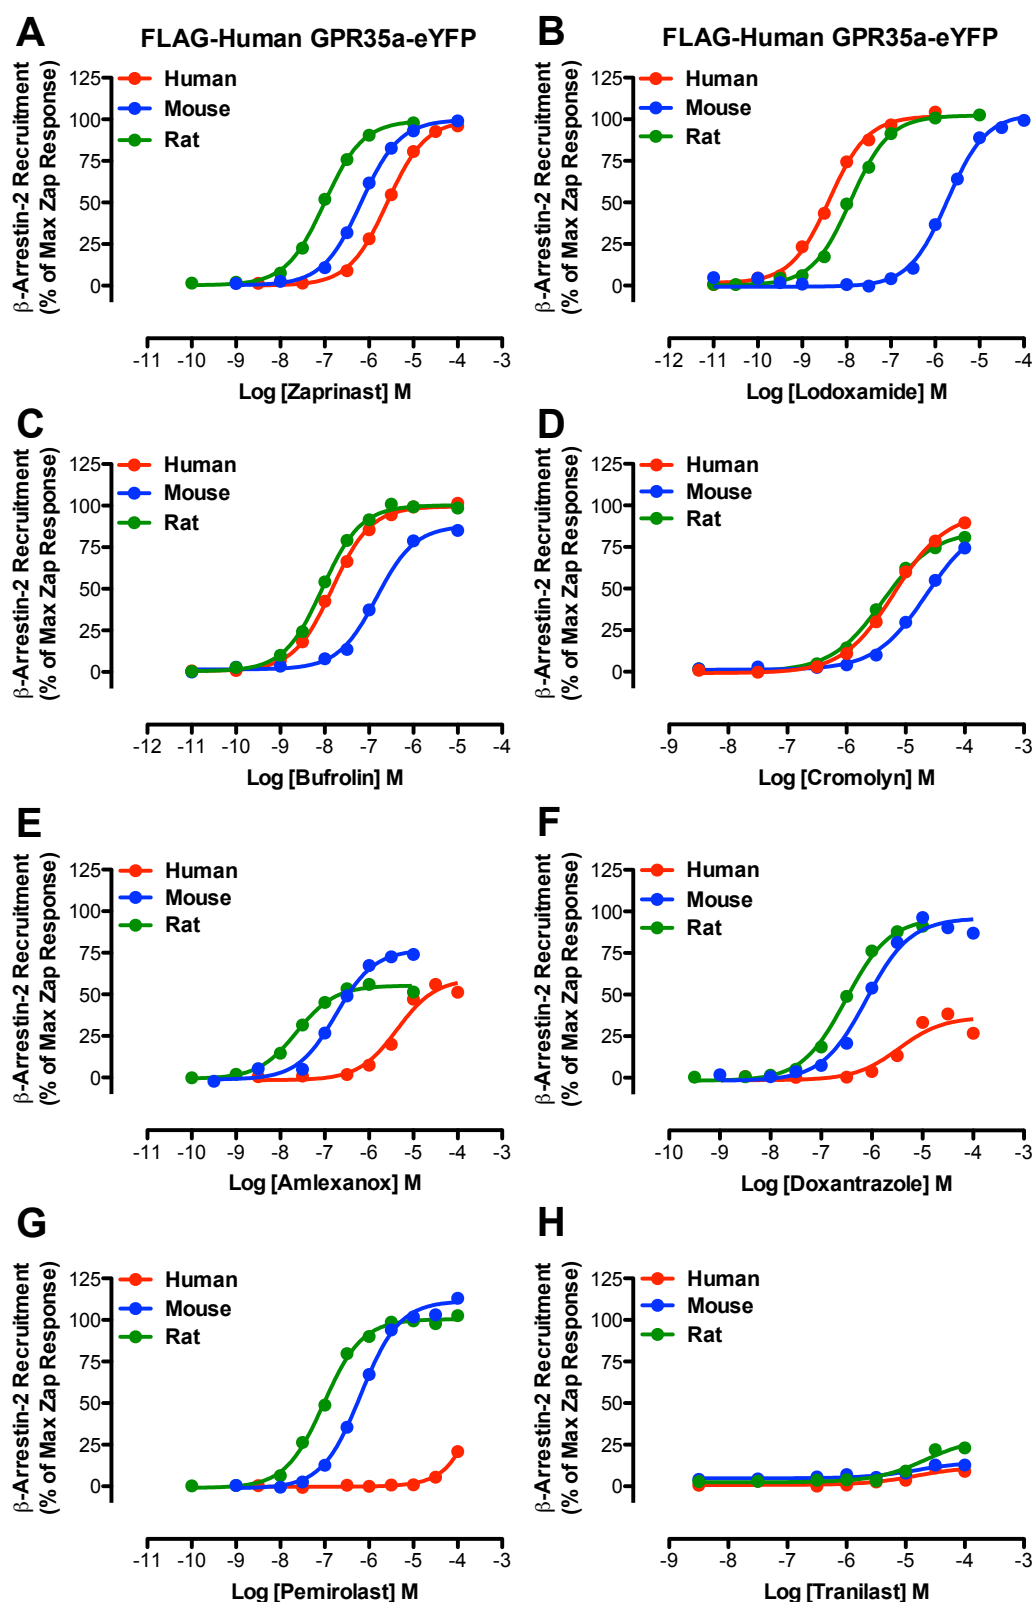 A
FLAG-Human GPR35a-eYFP
β-Arrestin-2 Recruitment
(% of Max Zap Response)
125
100
75
50
25
0
Human
Mouse
Rat
-11 -10 -9 -8 -7 -6 -5 -4 -3
Log [Zaprinast] M
B
FLAG-Human GPR35a-eYFP
β-Arrestin-2 Recruitment
(% of Max Zap Response)
125
100
75
50
25
0
Human
Mouse
Rat
-12 -11 -10 -9 -8 -7 -6 -5 -4
Log [Lodoxamide] M
C
β-Arrestin-2 Recruitment
(% of Max Zap Response)
125
100
75
50
25
0
Human
Mouse
Rat
-12 -11 -10 -9 -8 -7 -6 -5 -4
Log [Bufrolin] M
D
β-Arrestin-2 Recruitment
(% of Max Zap Response)
125
100
75
50
25
0
Human
Mouse
Rat
-9 -8 -7 -6 -5 -4 -3
Log [Cromolyn] M
E
β-Arrestin-2 Recruitment
(% of Max Zap Response)
125
100
75
50
25
0
Human
Mouse
Rat
-11 -10 -9 -8 -7 -6 -5 -4 -3
Log [Amlexanox] M
F
β-Arrestin-2 Recruitment
(% of Max Zap Response)
125
100
75
50
25
0
Human
Mouse
Rat
-10 -9 -8 -7 -6 -5 -4 -3
Log [Doxantrazole] M
G
β-Arrestin-2 Recruitment
(% of Max Zap Response)
125
100
75
50
25
0
Human
Mouse
Rat
-11 -10 -9 -8 -7 -6 -5 -4 -3
Log [Pemirolast] M
H
β-Arrestin-2 Recruitment
(% of Max Zap Response)
125
100
75
50
25
0
Human
Mouse
Rat
-9 -8 -7 -6 -5 -4 -3
Log [Tranilast] M